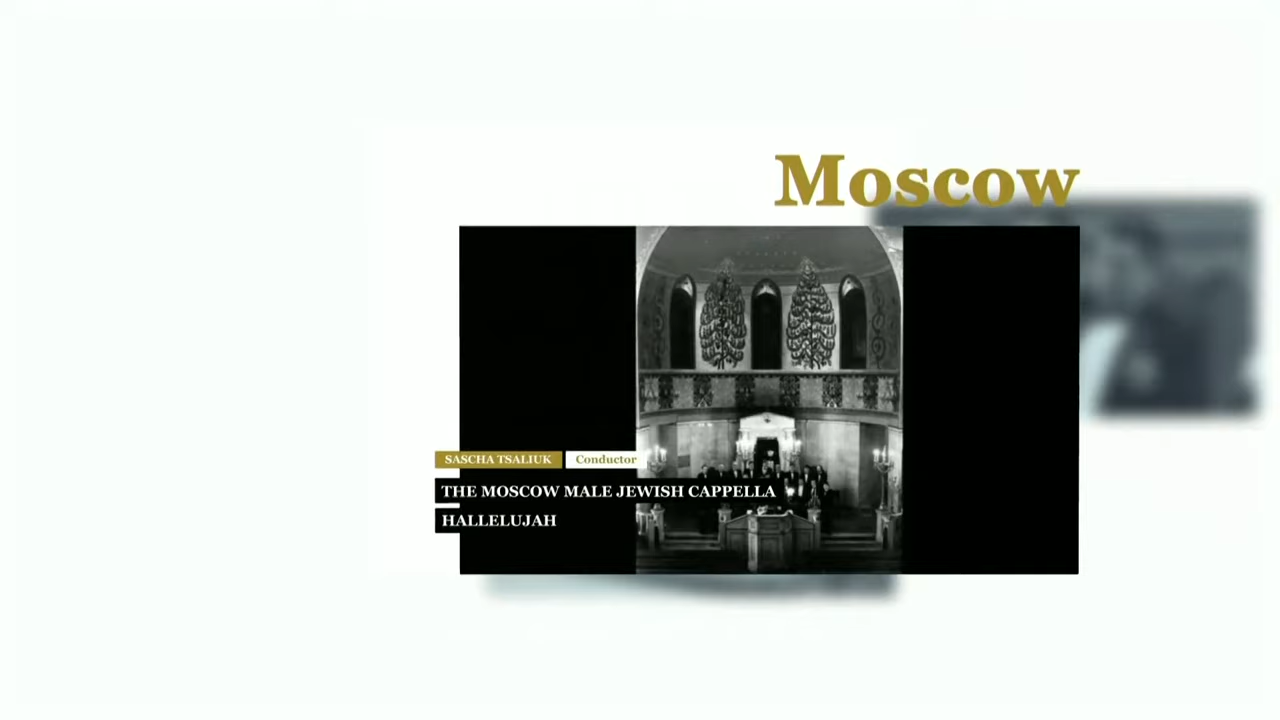 Moscow
SASCHA TSALIUK Conductor
THE MOSCOW MALE JEWISH CAPPELLA
HALLELUJAH